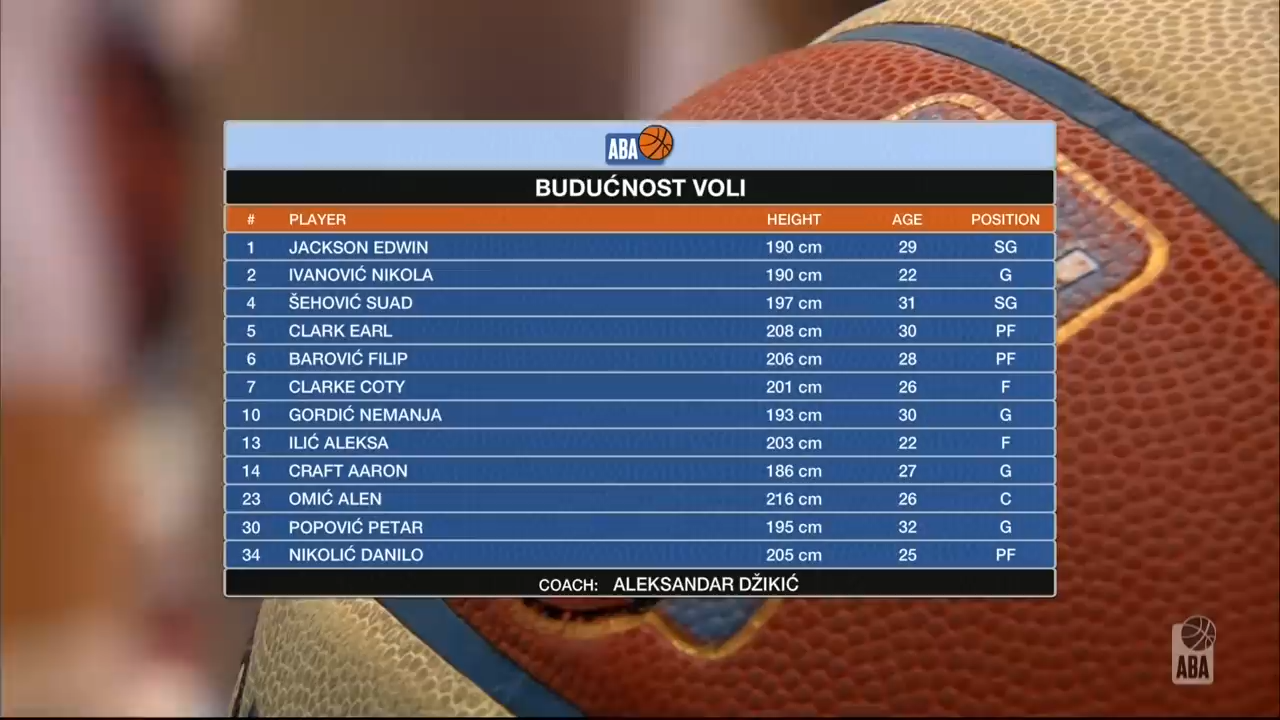 ABA
BUDUĆNOST VOLI
# PLAYER HEIGHT AGE POSITION
1 JACKSON EDWIN 190 cm 29 SG
2 IVANOVIĆ NIKOLA 190 cm 22 G
4 ŠEHOVIĆ SUAD 197 cm 31 SG
5 CLARK EARL 208 cm 30 PF
6 BAROVIĆ FILIP 206 cm 28 PF
7 CLARKE COTY 201 cm 26 F
10 GORDIĆ NEMANJA 193 cm 30 G
13 ILIĆ ALEKSA 203 cm 22 F
14 CRAFT AARON 186 cm 27 G
23 OMIĆ ALEN 216 cm 26 C
30 POPOVIĆ PETAR 195 cm 32 G
34 NIKOLIĆ DANILO 205 cm 25 PF
COACH: ALEKSANDAR DŽIKIĆ
ABA